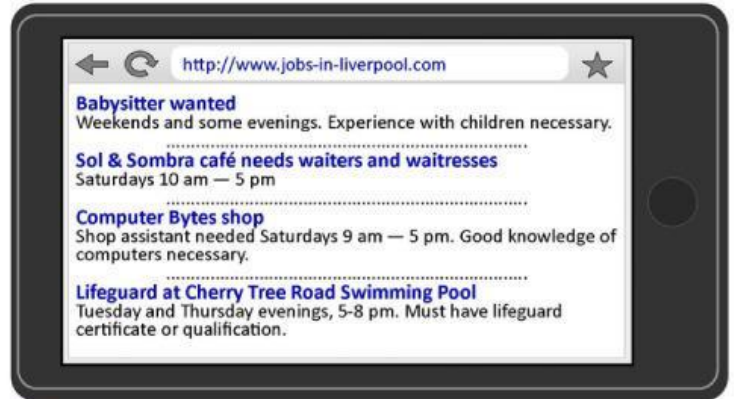 http://www.jobs-in-liverpool.com
Babysitter wanted
Weekends and some evenings. Experience with children necessary.
Sol & Sombra café needs waiters and waitresses
Saturdays 10 am — 5 pm
Computer Bytes shop
Shop assistant needed Saturdays 9 am — 5 pm. Good knowledge of
computers necessary.
Lifeguard at Cherry Tree Road Swimming Pool
Tuesday and Thursday evenings, 5-8 pm. Must have lifeguard
certificate or qualification.